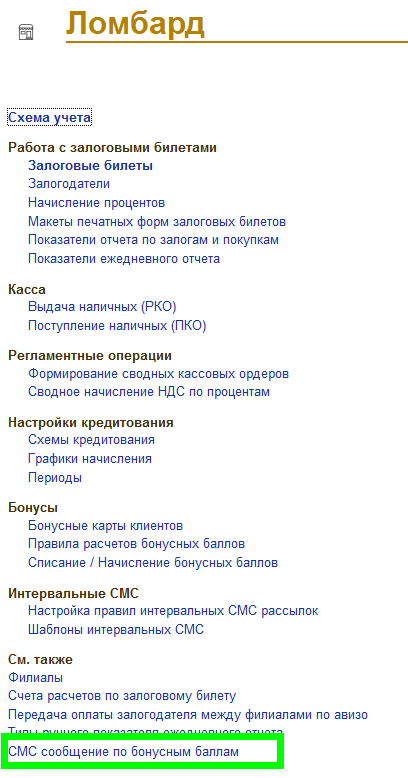 Ломбард
Схема учета
Работа с залоговыми билетами
Залоговые билеты
Залогодатели
Начисление процентов
Макеты печатных форм залоговых билетов
Показатели отчета по залогам и покупкам
Показатели ежедневного отчета
Касса
Выдача наличных (РКО)
Поступление наличных (ПКО)
Регламентные операции
Формирование сводных кассовых ордеров
Сводное начисление НДС по процентам
Настройки кредитования
Схемы кредитования
Графики начисления
Периоды
Бонусы
Бонусные карты клиентов
Правила расчетов бонусных баллов
Списание / Начисление бонусных баллов
Интервальные СМС
Настройка правил интервальных СМС рассылок
Шаблоны интервальных СМС
См. также
Филиалы
Счета расчетов по залоговому билету
Передача оплаты залогодателя между филиалами по авизо
Типы ручного показателя ежедневного отчета
СМС сообщение по бонусным баллам